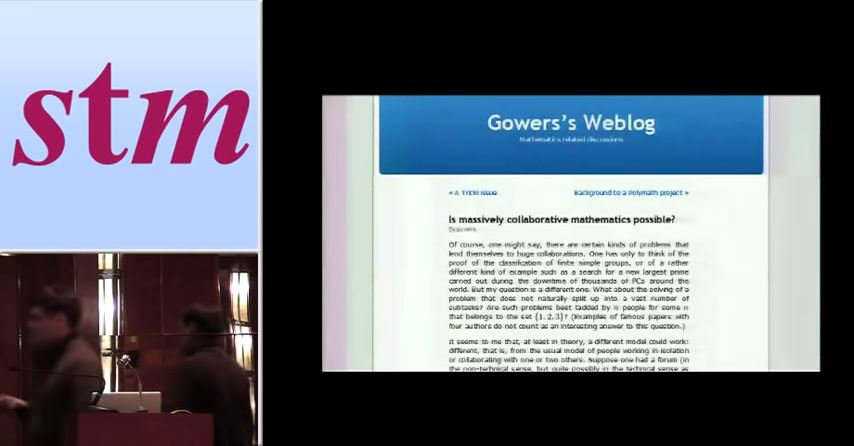 stm
Gowers's Weblog
Mathematics related discussions
« A Tricki issue
Background to a Polymath project »
Is massively collaborative mathematics possible?
Of course, one might say, there are certain kinds of problems that
lend themselves to huge collaborations. One has only to think of the
proof of the classification of finite simple groups, or of a rather
different kind of example such as a search for a new largest prime
carried out during the downtime of thousands of PCs around the
world. But my question is a different one. What about the solving of a
problem that does not naturally split up into a vast number of
subtasks? Are such problems best tackled by n people for some n
that belongs to the set {1,2,3}? (Examples of famous papers with
four authors do not count as an interesting answer to this question.)
It seems to me that, at least in theory, a different model could work:
different, that is, from the usual model of people working in isolation
or collaborating with one or two others. Suppose one had a forum (in
the non-technical sense, but quite possibly in the technical sense as